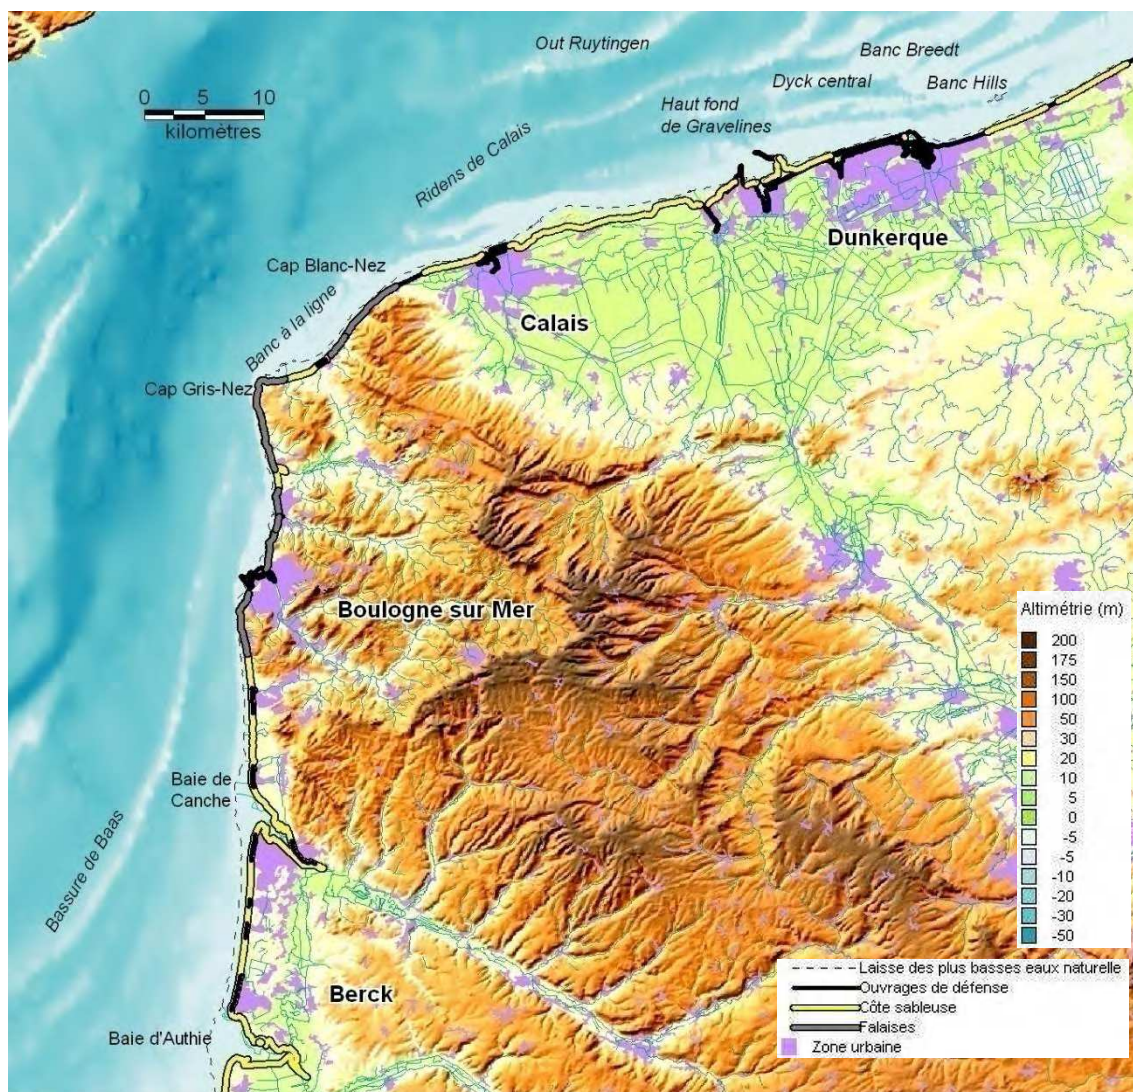 Out Ruytingen
Banc Breedt
Dyck central
Banc Hills
0 5 10
kilomètres
Haut fond
de Gravelines
Ridens de Calais
Dunkerque
Cap Blanc-Nez
Calais
Banc à la ligne
Cap Gris-Nez
Boulogne sur Mer
Altimétrie (m)
200
175
150
100
50
30
20
10
5
0
-5
-5
-10
-20
-30
-50
Baie de
Canche
Bassure de Baas
Laisse des plus basses eaux naturelle
Ouvrages de défense
Côte sableuse
Falaises
Zone urbaine
Berck
Baie d'Authie